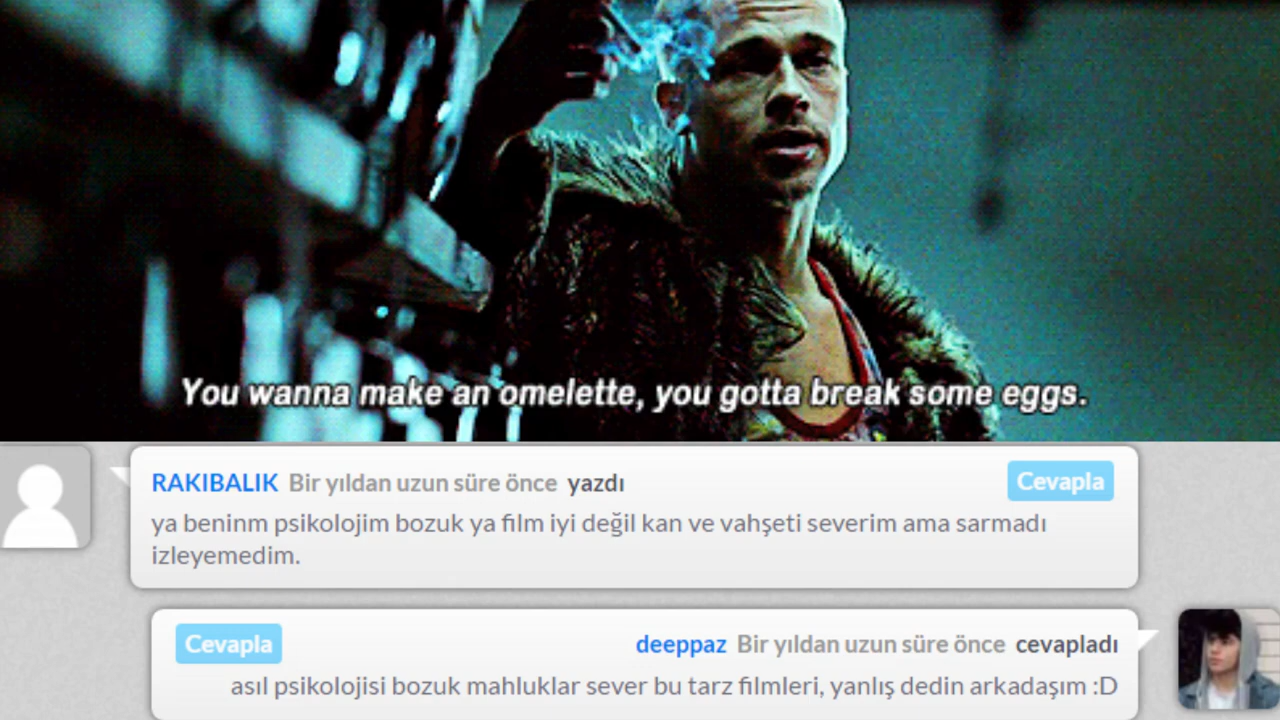 You wanna make an omelette, you gotta break some eggs.
RAKIBALIK Bir yıldan uzun süre önce yazdı
Cevapla
ya beninm psikolojim bozuk ya film iyi değil kan ve vahşeti severim ama sarmadı
izleyemedim.
Cevapla
deeppaz Bir yıldan uzun süre önce cevapladı
asıl psikolojisi bozuk mahluklar sever bu tarz filmleri, yanlış dedin arkadaşım :D